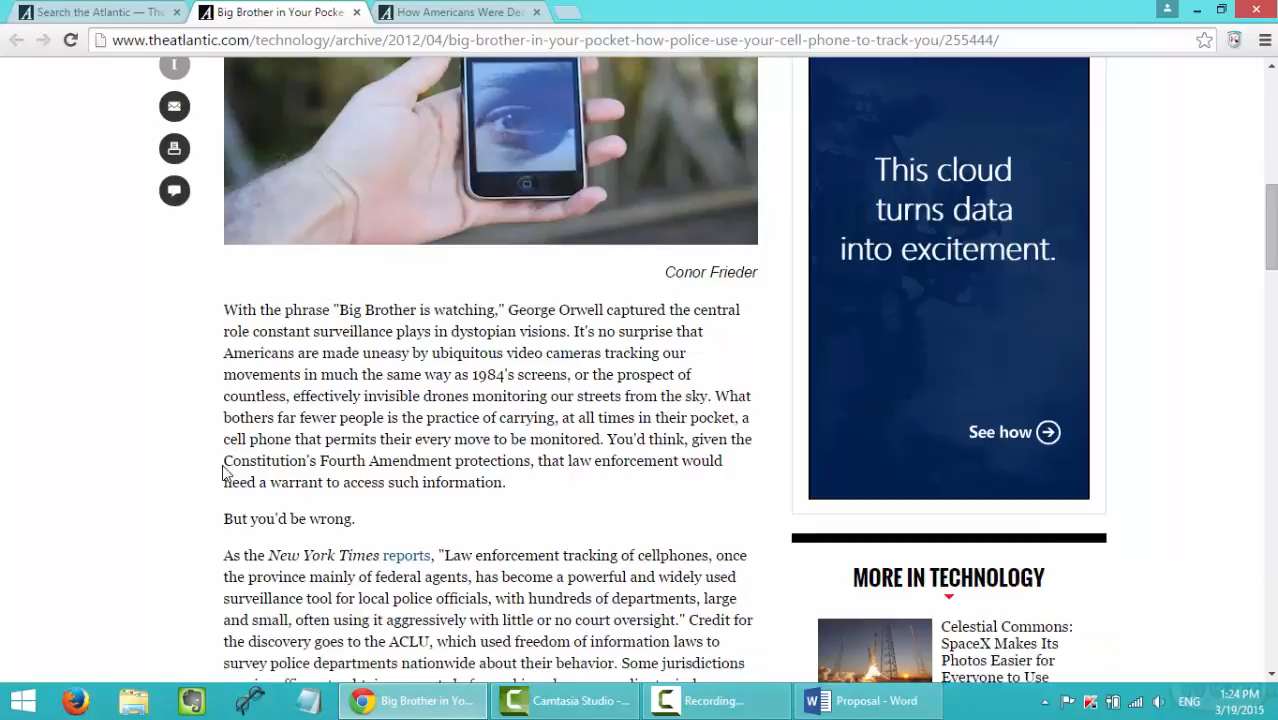 Search the Atlantic — The
Big Brother in Your Pocke
How Americans Were De
www.theatlantic.com/technology/archive/2012/04/big-brother-in-your-pocket-how-police-use-your-cell-phone-to-track-you/255444/
Conor Frieder
With the phrase "Big Brother is watching," George Orwell captured the central
role constant surveillance plays in dystopian visions. It's no surprise that
Americans are made uneasy by ubiquitous video cameras tracking our
movements in much the same way as 1984's screens, or the prospect of
countless, effectively invisible drones monitoring our streets from the sky. What
bothers far fewer people is the practice of carrying, at all times in their pocket, a
cell phone that permits their every move to be monitored. You'd think, given the
Constitution's Fourth Amendment protections, that law enforcement would
need a warrant to access such information.
But you'd be wrong.
As the New York Times reports, "Law enforcement tracking of cellphones, once
the province mainly of federal agents, has become a powerful and widely used
surveillance tool for local police officials, with hundreds of departments, large
and small, often using it aggressively with little or no court oversight." Credit for
the discovery goes to the ACLU, which used freedom of information laws to
survey police departments nationwide about their behavior. Some jurisdictions
This cloud
turns data
into excitement.
See how
MORE IN TECHNOLOGY
Celestial Commons:
SpaceX Makes Its
Photos Easier for
Everyone to Use
Big Brother in Yo...
Camtasia Studio -...
Recording...
Proposal - Word
ENG
1:24 PM
3/19/2015